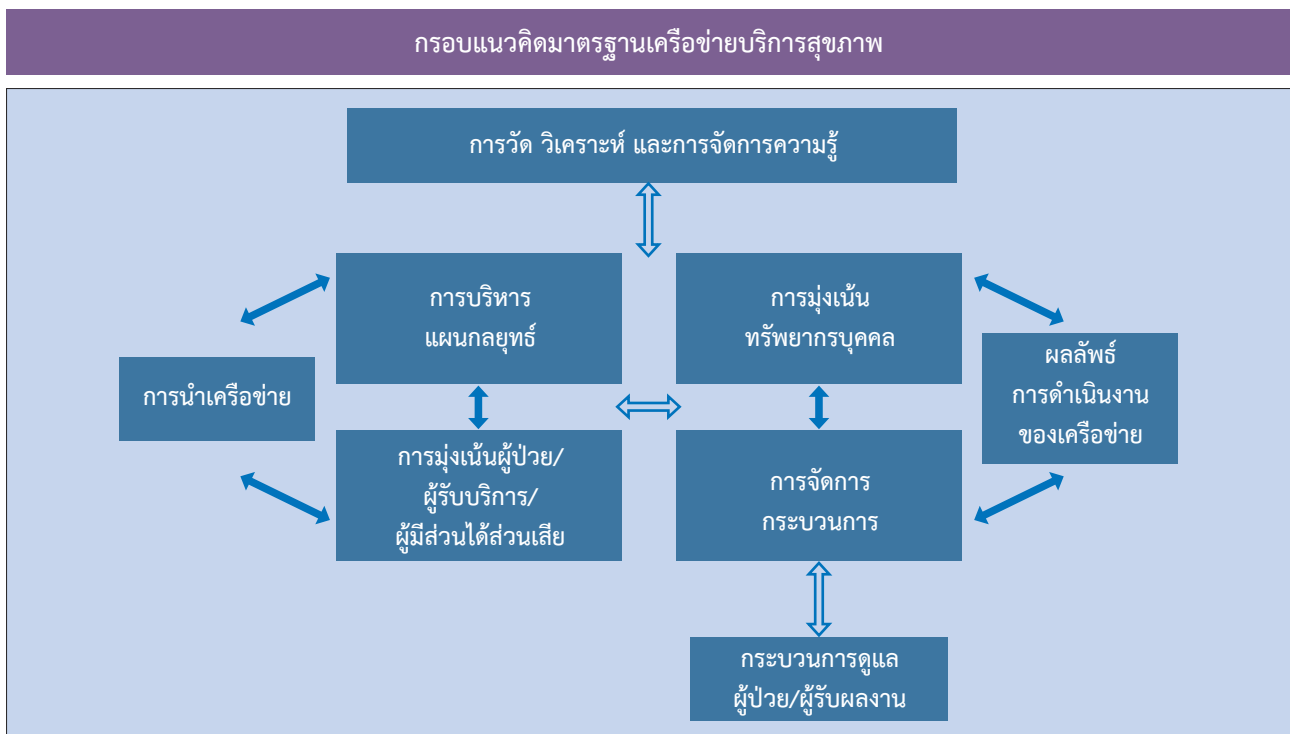 กรอบแนวคิดมาตรฐานเครือข่ายบริการสุขภาพ
การวัด วิเคราะห์ และการจัดการความรู้
การบริหาร
แผนกลยุทธ์
การมุ่งเน้น
ทรัพยากรบุคคล
การนำเครือข่าย
ผลลัพธ์
การดำเนินงาน
ของเครือข่าย
การมุ่งเน้นผู้ป่วย/
ผู้รับบริการ/
ผู้มีส่วนได้ส่วนเสีย
การจัดการ
กระบวนการ
กระบวนการดูแล
ผู้ป่วย/ผู้รับผลงาน